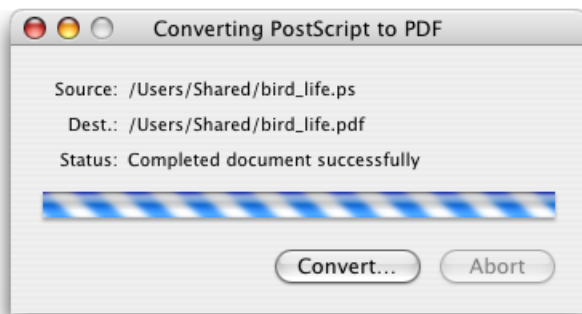 Converting PostScript to PDF
Source: /Users/Shared/bird_life.ps
Dest.: /Users/Shared/bird_life.pdf
Status: Completed document successfully
Convert... Abort